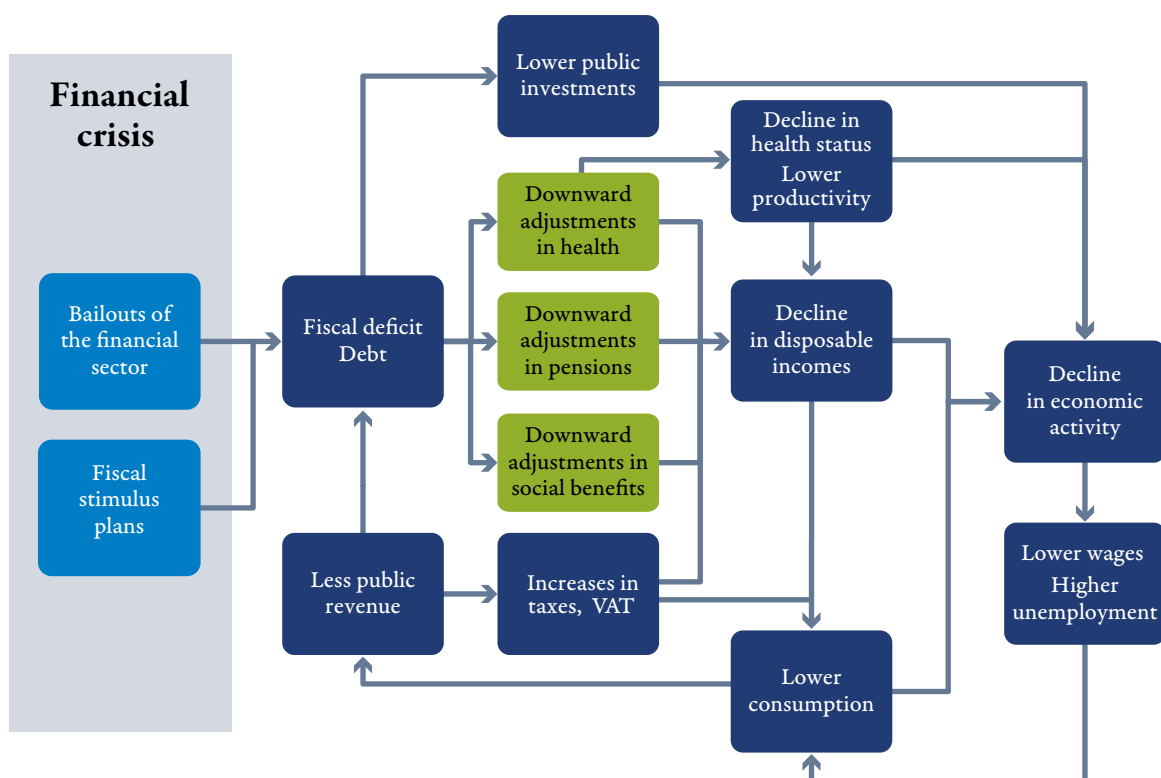 Financial
crisis
Bailouts of
the financial
sector
Fiscal
stimulus
plans
Fiscal deficit
Debt
Less public
revenue
Lower public
investments
Downward
adjustments
in health
Downward
adjustments
in pensions
Downward
adjustments in
social benefits
Increases in
taxes, VAT
Decline in
health status
Lower
productivity
Decline
in disposable
incomes
Lower
consumption
Decline
in economic
activity
Lower wages
Higher
unemployment